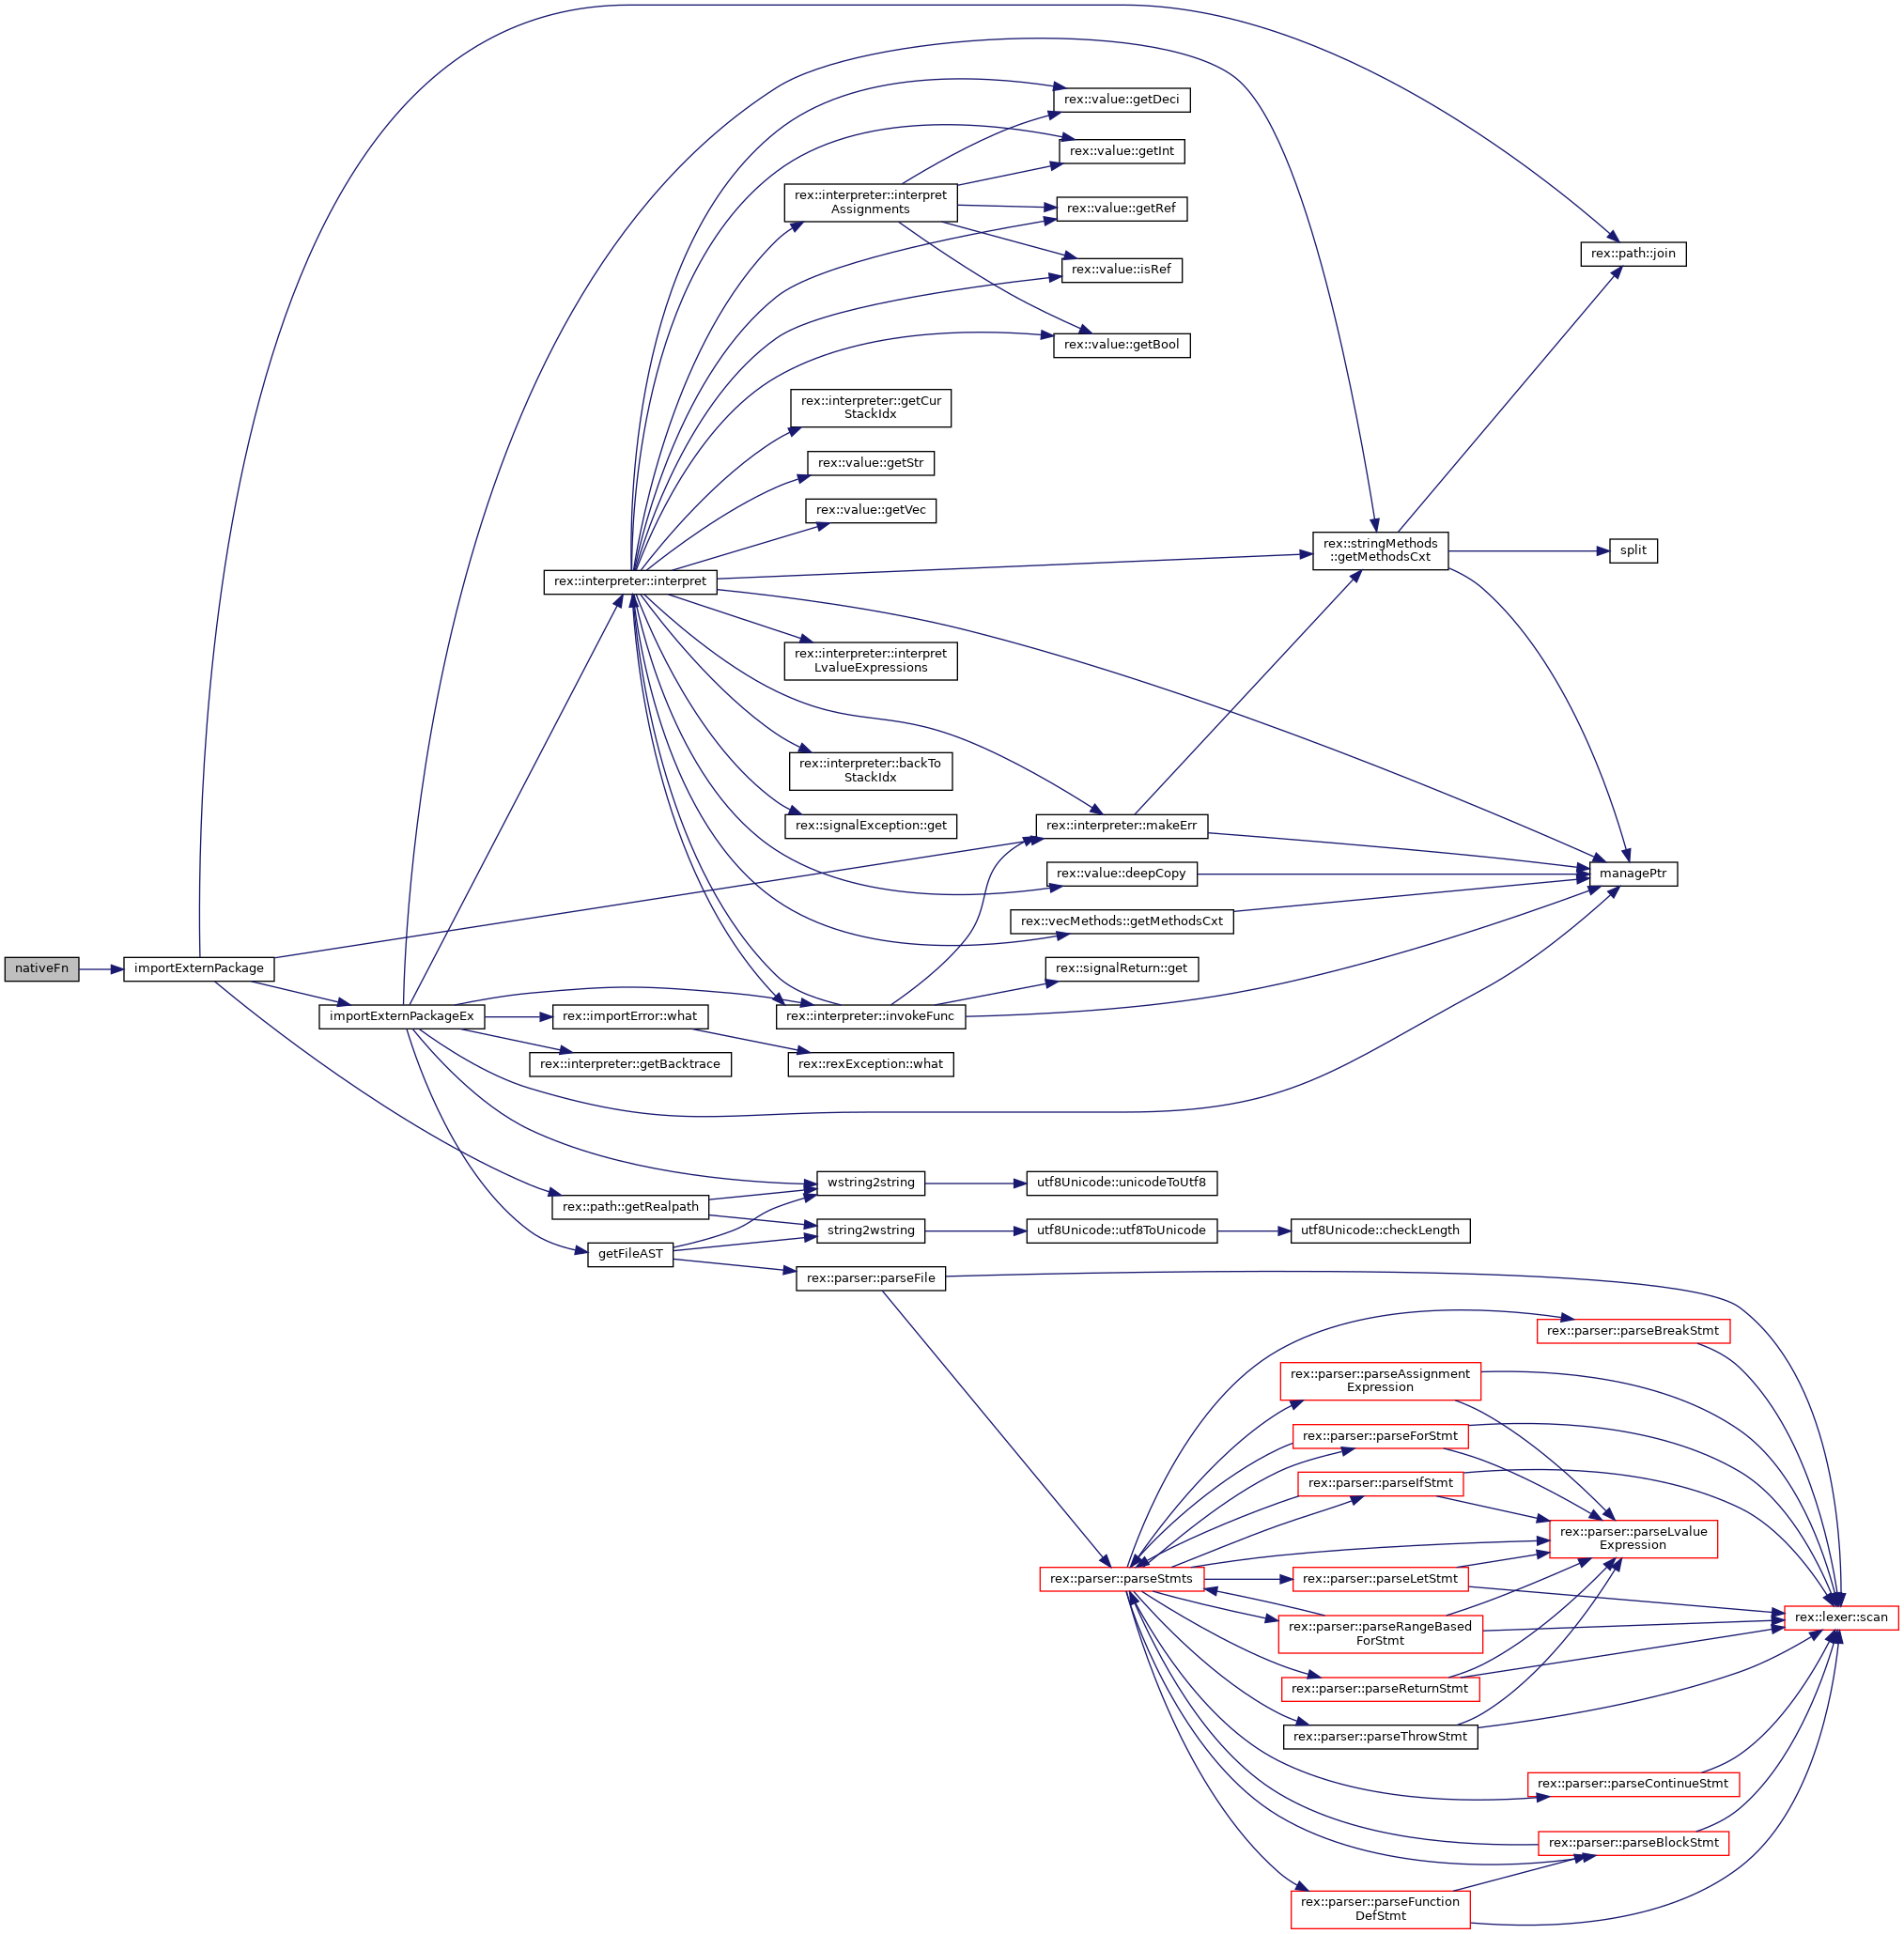 rex::value::getDeci
rex::value::getInt
rex::interpreter::interpret
Assignments
rex::value::getRef
rex::path::join
rex::value::isRef
rex::value::getBool
rex::interpreter::getCur
StackIdx
rex::value::getStr
rex::value::getVec
rex::stringMethods
::getMethodsCxt
split
rex::interpreter::interpret
rex::interpreter::interpret
LvalueExpressions
rex::interpreter::backTo
StackIdx
rex::signalException::get
rex::interpreter::makeErr
rex::value::deepCopy
managePtr
rex::vecMethods::getMethodsCxt
nativeFn
importExternPackage
rex::signalReturn::get
importExternPackageEx
rex::importError::what
rex::interpreter::invokeFunc
rex::interpreter::getBacktrace
rex::rexException::what
wstring2string
utf8Unicode::unicodeToUtf8
rex::path::getRealpath
string2wstring
utf8Unicode::utf8ToUnicode
utf8Unicode::checkLength
getFileAST
rex::parser::parseFile
rex::parser::parseBreakStmt
rex::parser::parseAssignment
Expression
rex::parser::parseForStmt
rex::parser::parseIfStmt
rex::parser::parseLvalue
Expression
rex::parser::parseStmts
rex::parser::parseLetStmt
rex::lexer::scan
rex::parser::parseRangeBased
ForStmt
rex::parser::parseReturnStmt
rex::parser::parseThrowStmt
rex::parser::parseContinueStmt
rex::parser::parseBlockStmt
rex::parser::parseFunction
DefStmt